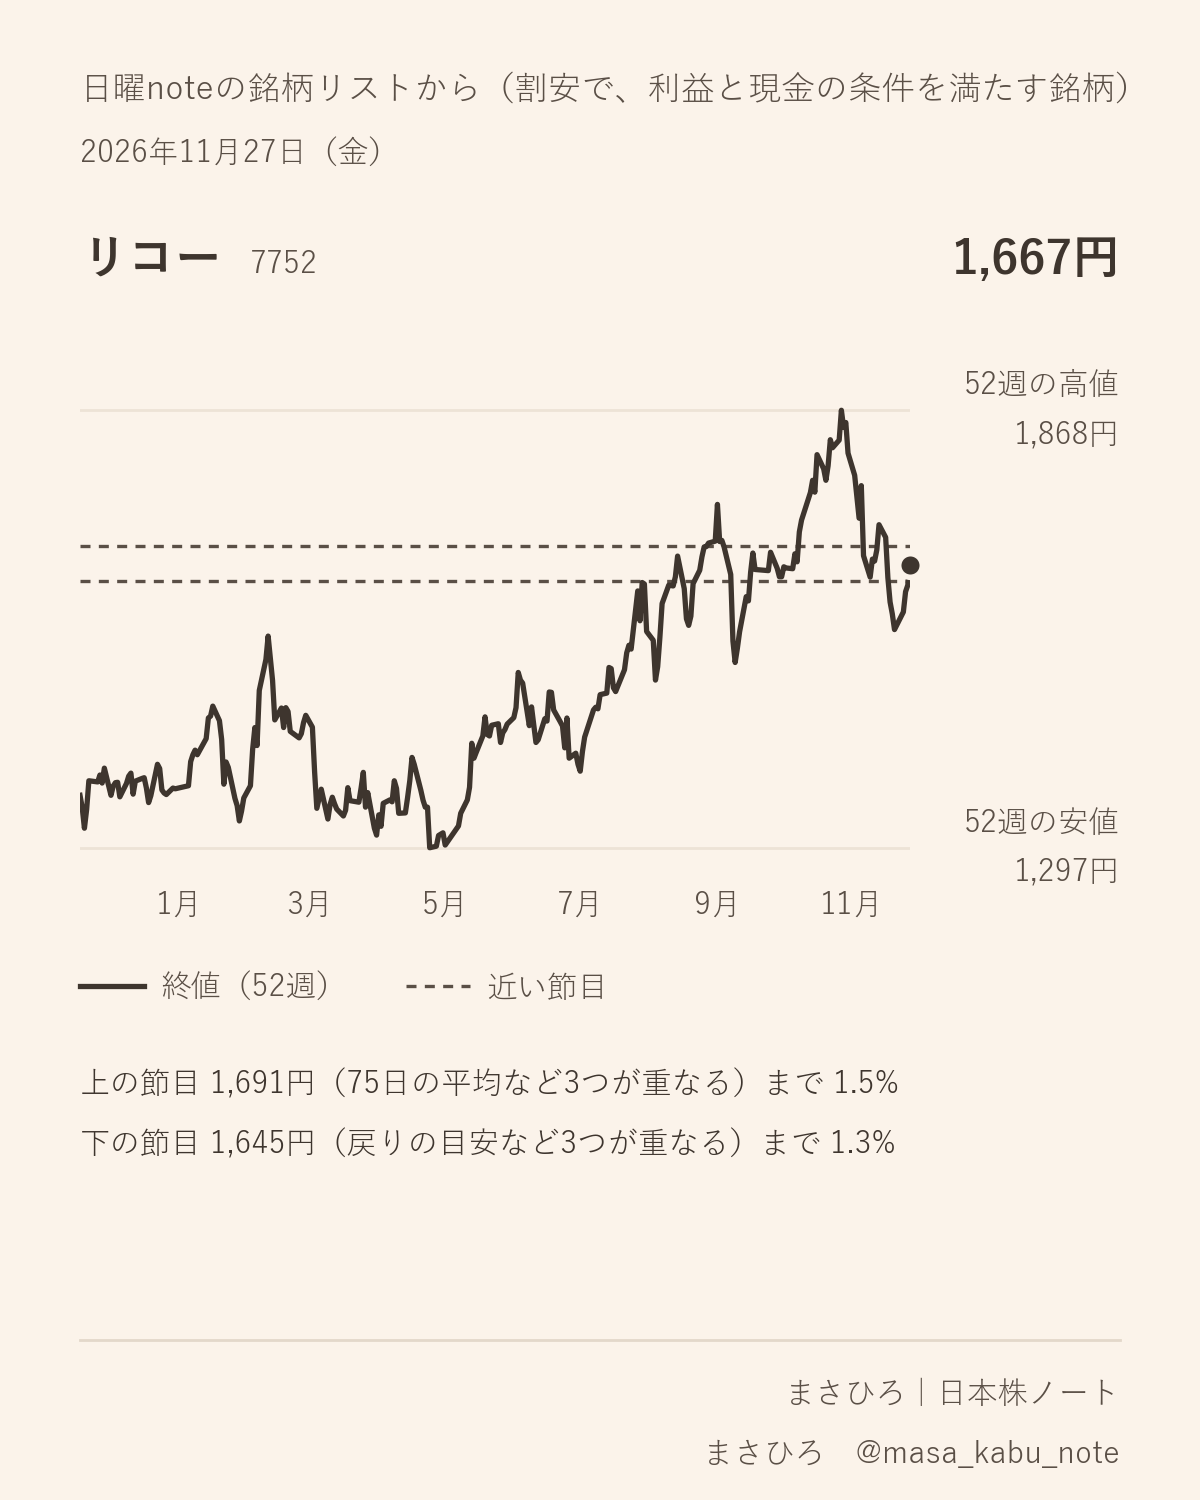 日曜noteの銘柄リストから（割安で、利益と現金の条件を満たす銘柄）
2026年11月27日（金）
リコー 7752 1,667円
52週の高値
1,868円
52週の安値
1,297円
1月 3月 5月 7月 9月 11月
終値（52週） 近い節目
上の節目 1,691円（75日の平均など3つが重なる）まで 1.5%
下の節目 1,645円（戻りの目安など3つが重なる）まで 1.3%
まさひろ｜日本株ノート
まさひろ　@masa_kabu_note